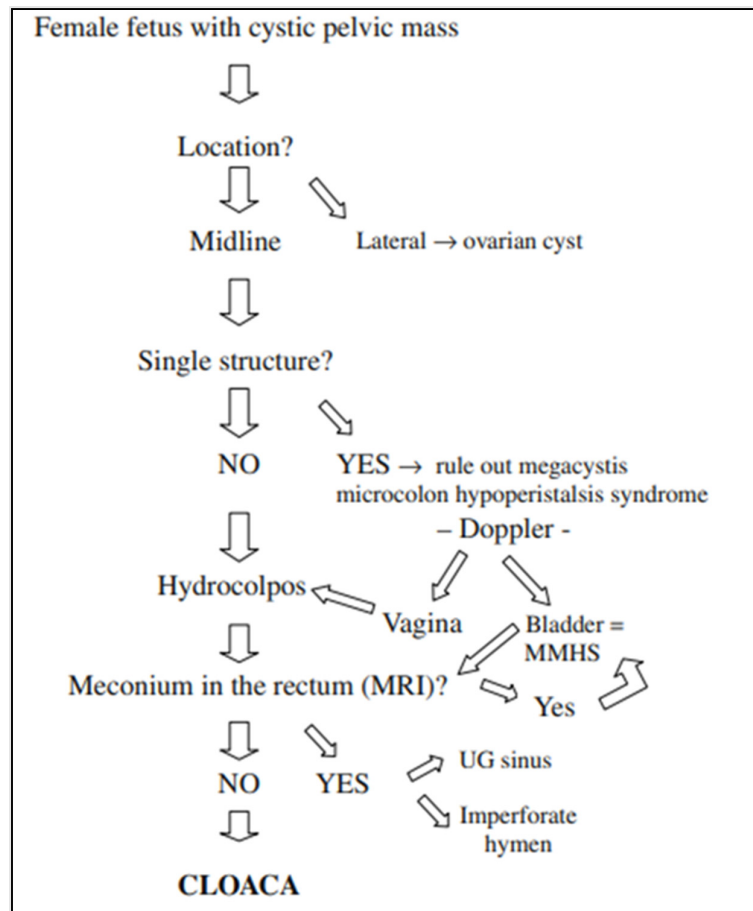 Female fetus with cystic pelvic mass
Location?
Midline
Lateral → ovarian cyst
Single structure?
NO
YES → rule out megacystis
microcolon hypoperistalsis syndrome
– Doppler -
Hydrocolpos
Vagina
Bladder =
MMHS
Meconium in the rectum (MRI)?
Yes
NO
YES
UG sinus
Imperforate
hymen
CLOACA